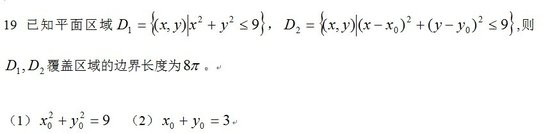 19 已知平面区域 D₁ = {(x, y)|x² + y² ≤ 9}， D₂ = {(x, y)|(x − x₀)² + (y − y₀)² ≤ 9},则
D₁, D₂ 覆盖区域的边界长度为 8π 。
（1） x₀² + y₀² = 9 （2） x₀ + y₀ = 3